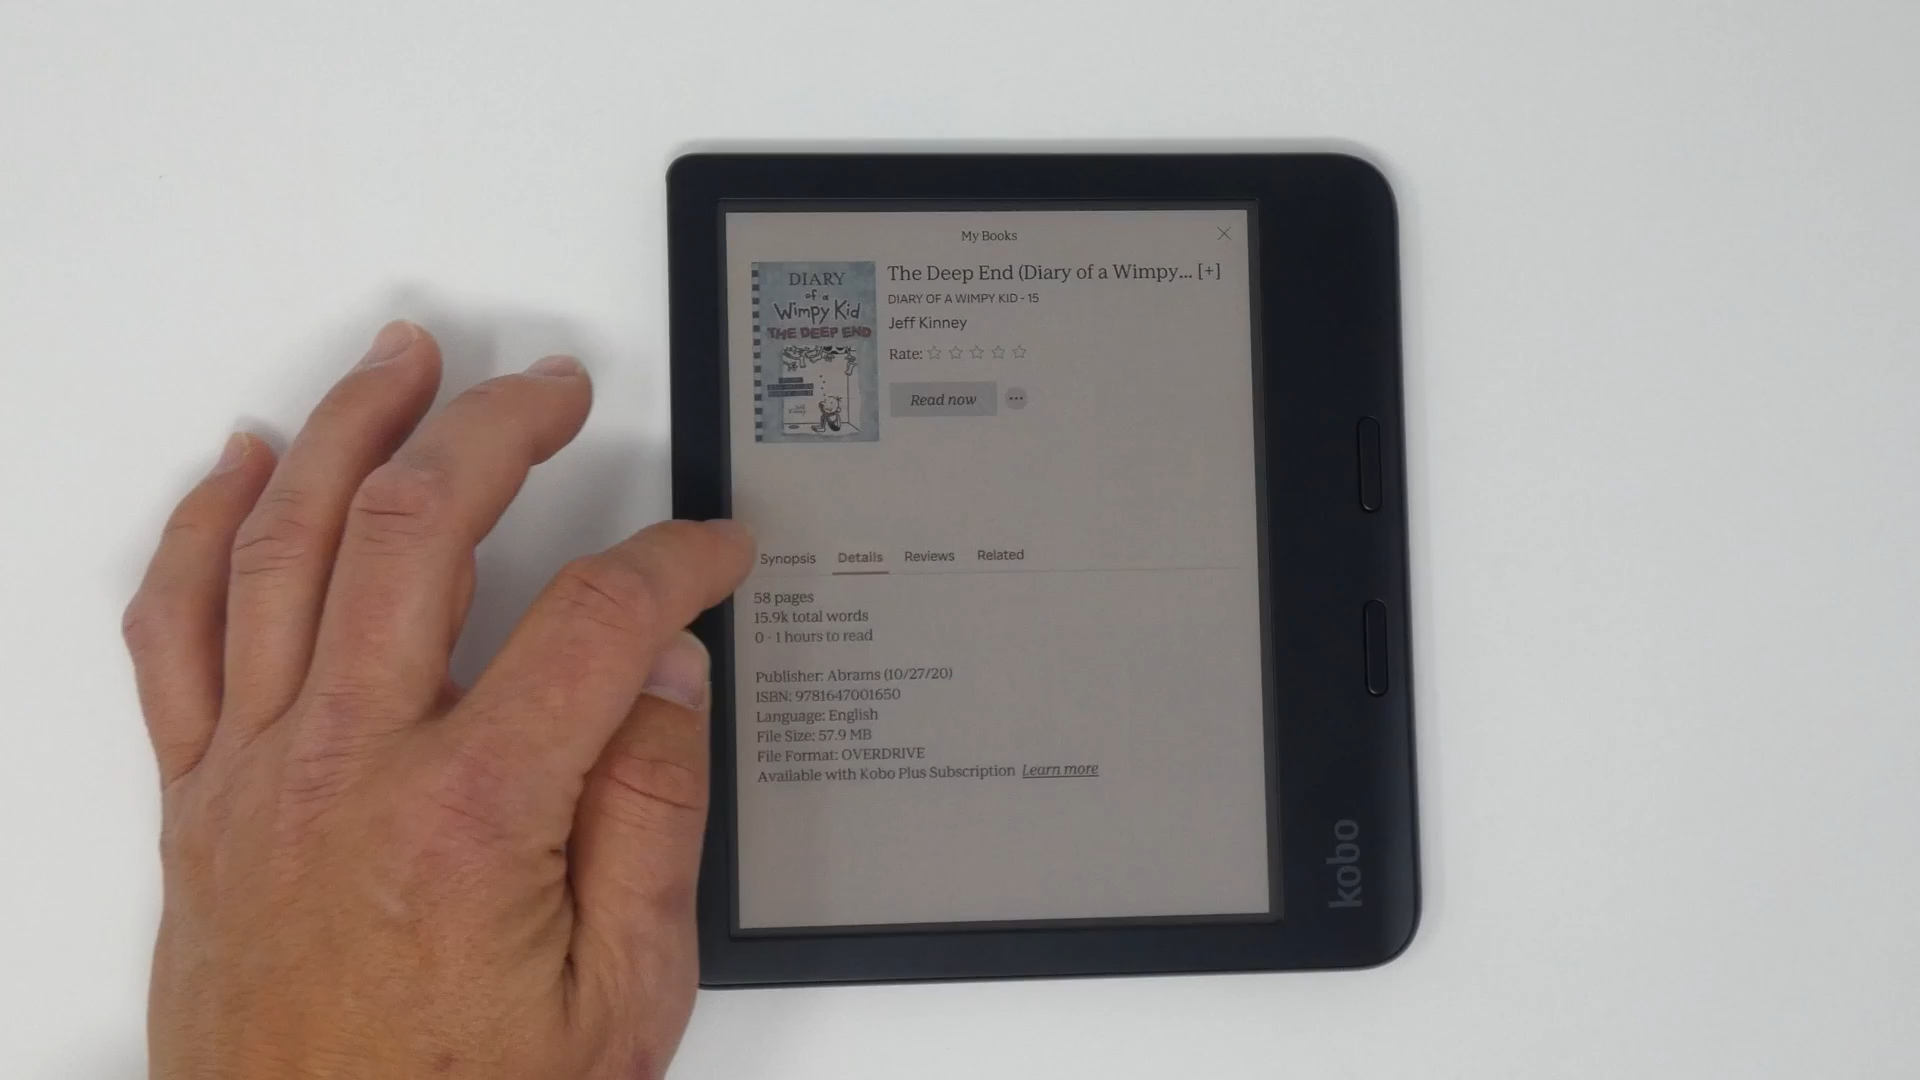 My Books
DIARY
of a
Wimpy Kid
THE DEEP END
The Deep End (Diary of a Wimpy... [+]
DIARY OF A WIMPY KID - 15
Jeff Kinney
Rate:
Read now
Synopsis Details Reviews Related
58 pages
15.9k total words
0 - 1 hours to read
Publisher: Abrams (10/27/20)
ISBN: 9781647001650
Language: English
File Size: 57.9 MB
File Format: OVERDRIVE
Available with Kobo Plus Subscription Learn more
kobo